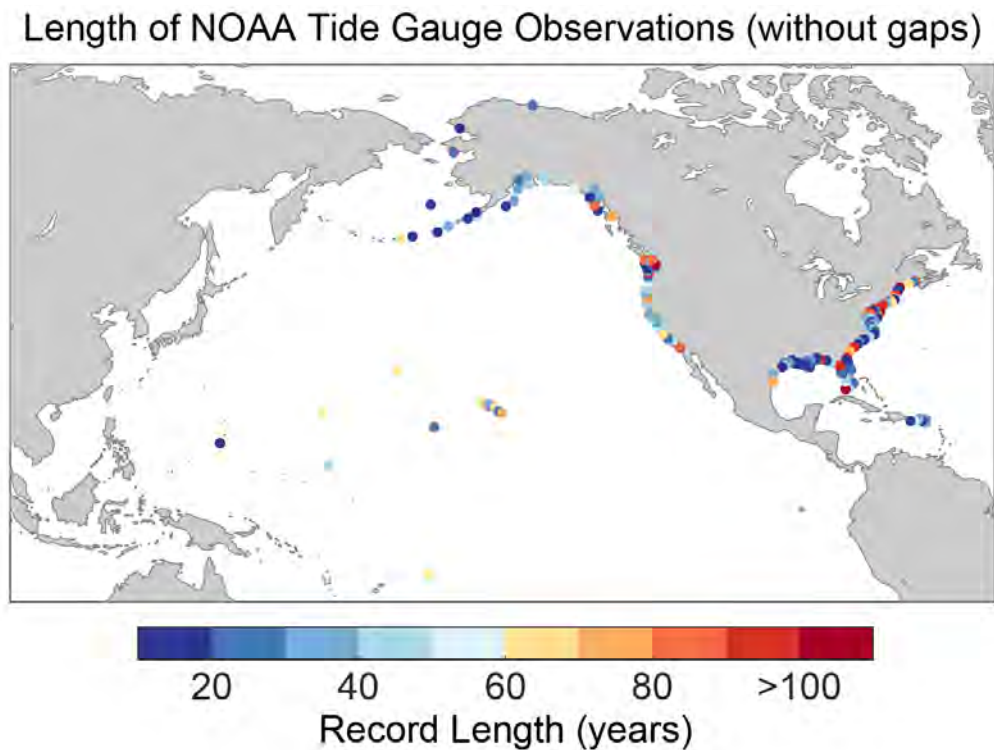 Length of NOAA Tide Gauge Observations (without gaps)
20 40 60 80 >100
Record Length (years)